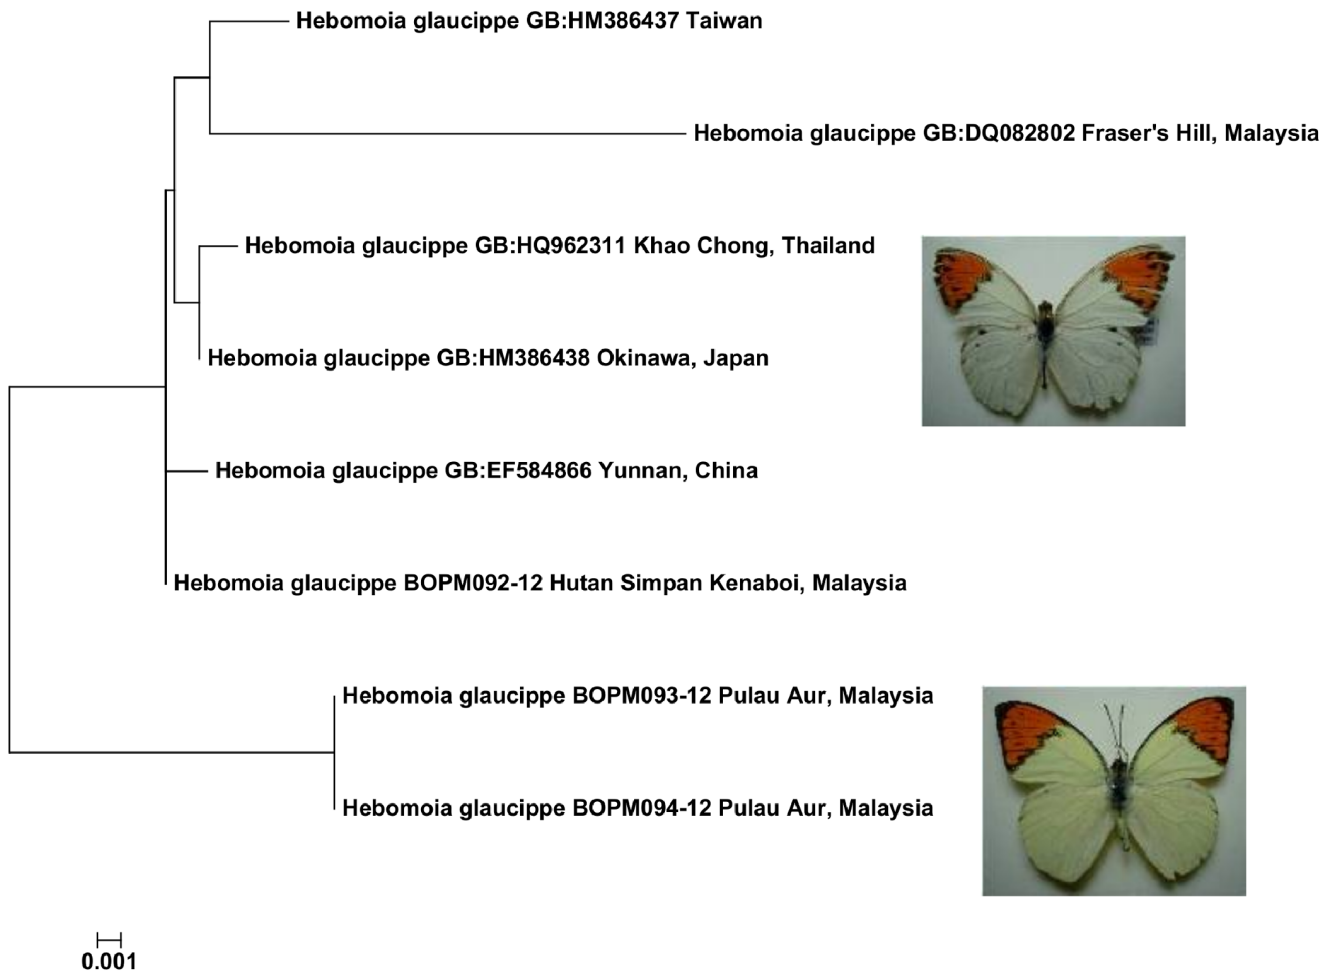 Hebomoia glaucippe GB:HM386437 Taiwan
Hebomoia glaucippe GB:DQ082802 Fraser's Hill, Malaysia
Hebomoia glaucippe GB:HQ962311 Khao Chong, Thailand
Hebomoia glaucippe GB:HM386438 Okinawa, Japan
Hebomoia glaucippe GB:EF584866 Yunnan, China
Hebomoia glaucippe BOPM092-12 Hutan Simpan Kenaboi, Malaysia
Hebomoia glaucippe BOPM093-12 Pulau Aur, Malaysia
Hebomoia glaucippe BOPM094-12 Pulau Aur, Malaysia
0.001